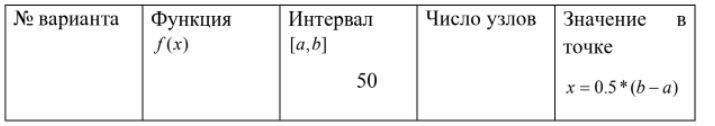 № варианта
Функция
f(x)
Интервал
[a,b]
50
Число узлов
Значение в
точке
x = 0.5*(b−a)